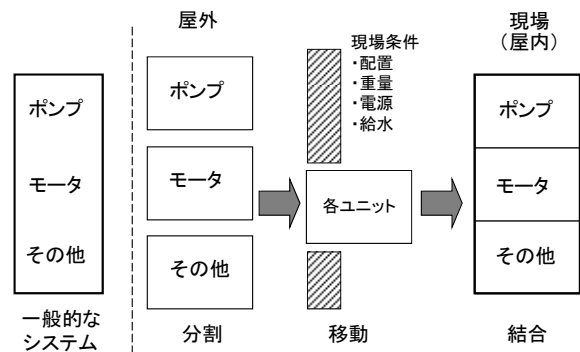 屋外
現場
（屋内）
現場条件
・配置
・重量
・電源
・給水
ポンプ
モータ
その他
ポンプ
モータ
その他
各ユニット
ポンプ
モータ
その他
一般的な
システム
分割
移動
結合